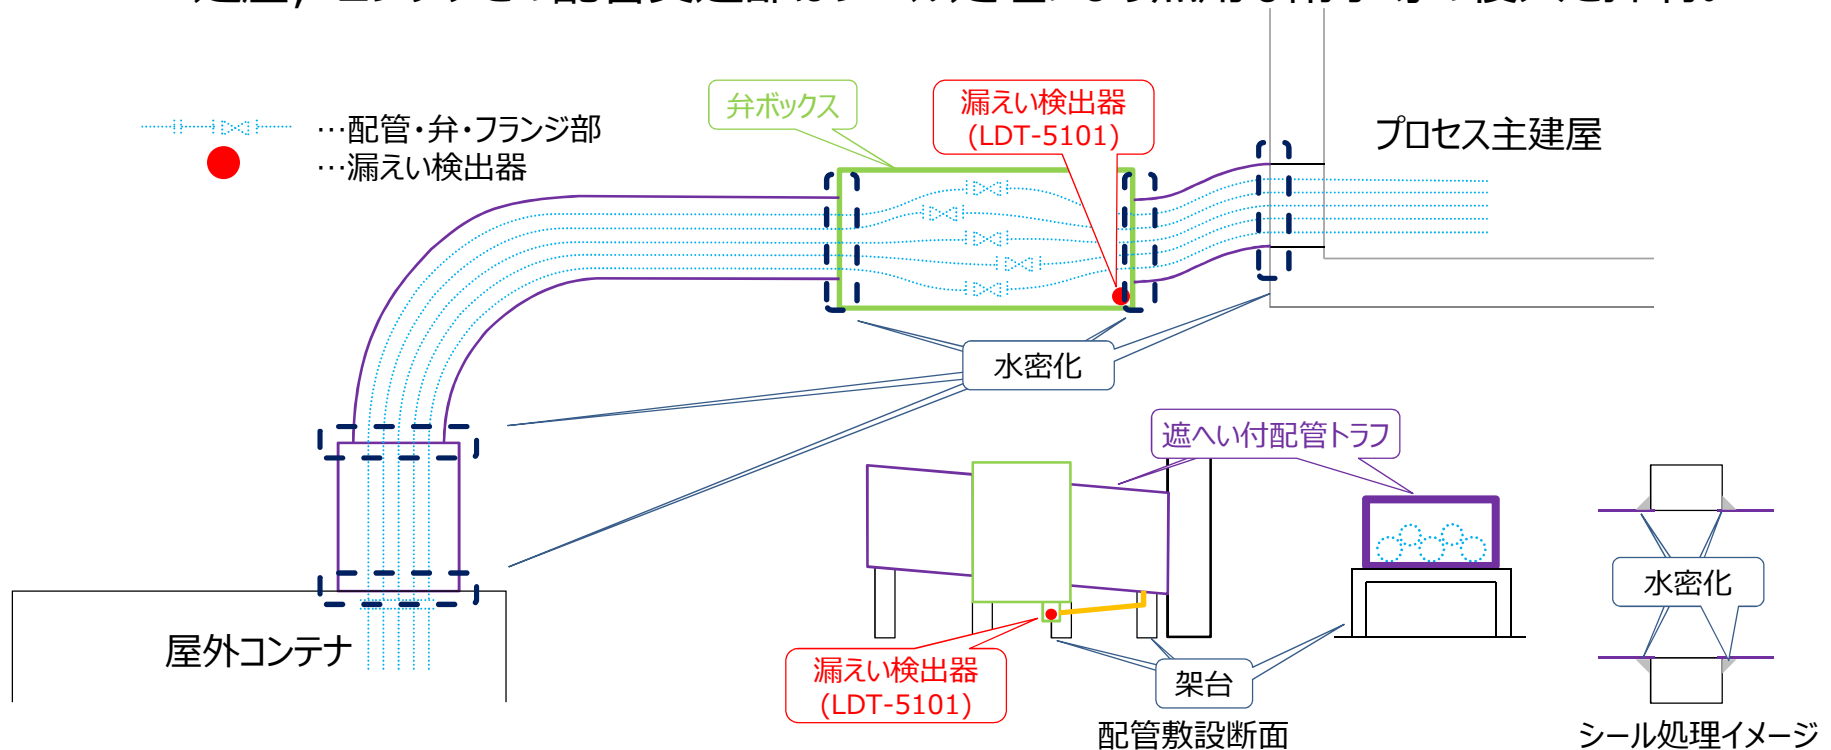 弁ボックス
漏えい検出器
(LDT-5101)
プロセス主建屋
…配管・弁・フランジ部
…漏えい検出器
水密化
遮へい付配管トラフ
水密化
屋外コンテナ
漏えい検出器
(LDT-5101)
架台
配管敷設断面
シール処理イメージ